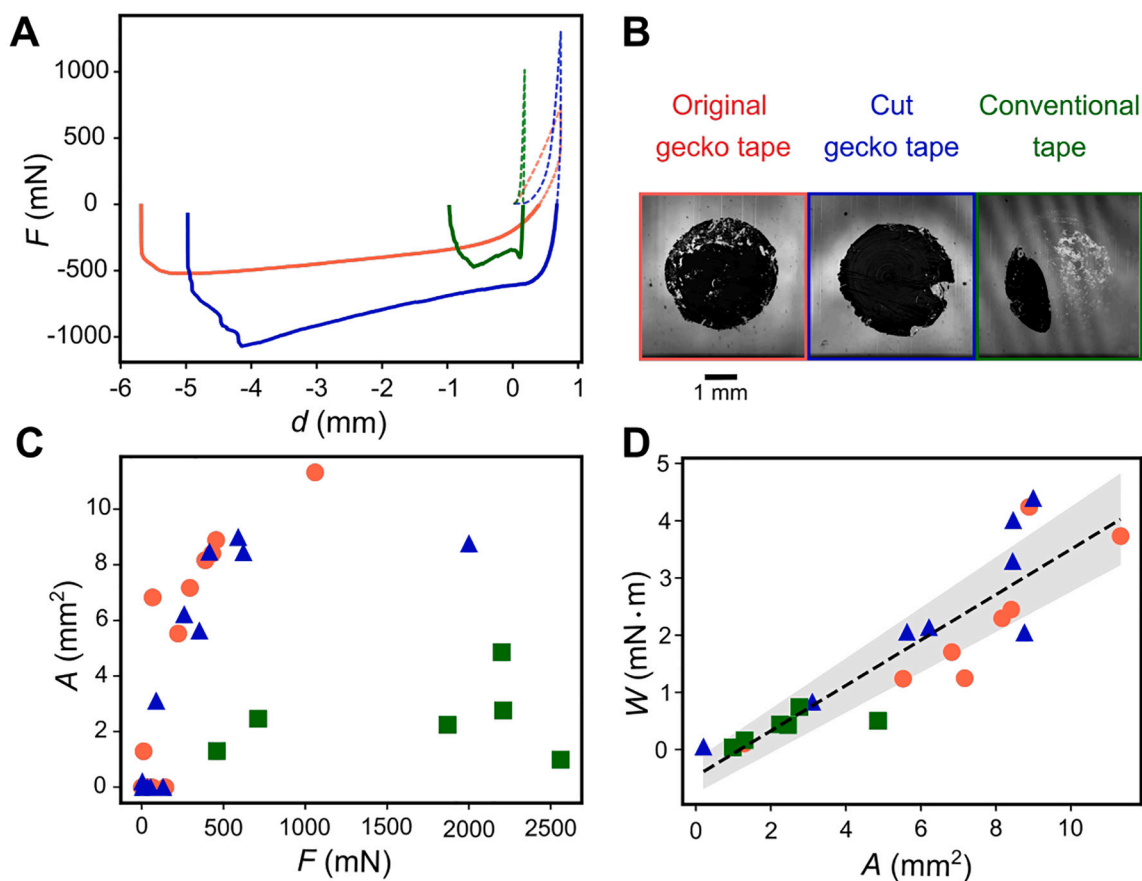 A
F (mN)
1000
500
0
-500
-1000
-6 -5 -4 -3 -2 -1 0 1
d (mm)
B
Original gecko tape
Cut gecko tape
Conventional tape
1 mm
C
A (mm²)
10
8
6
4
2
0
0 500 1000 1500 2000 2500
F (mN)
D
W (mN · m)
5
4
3
2
1
0
0 2 4 6 8 10
A (mm²)